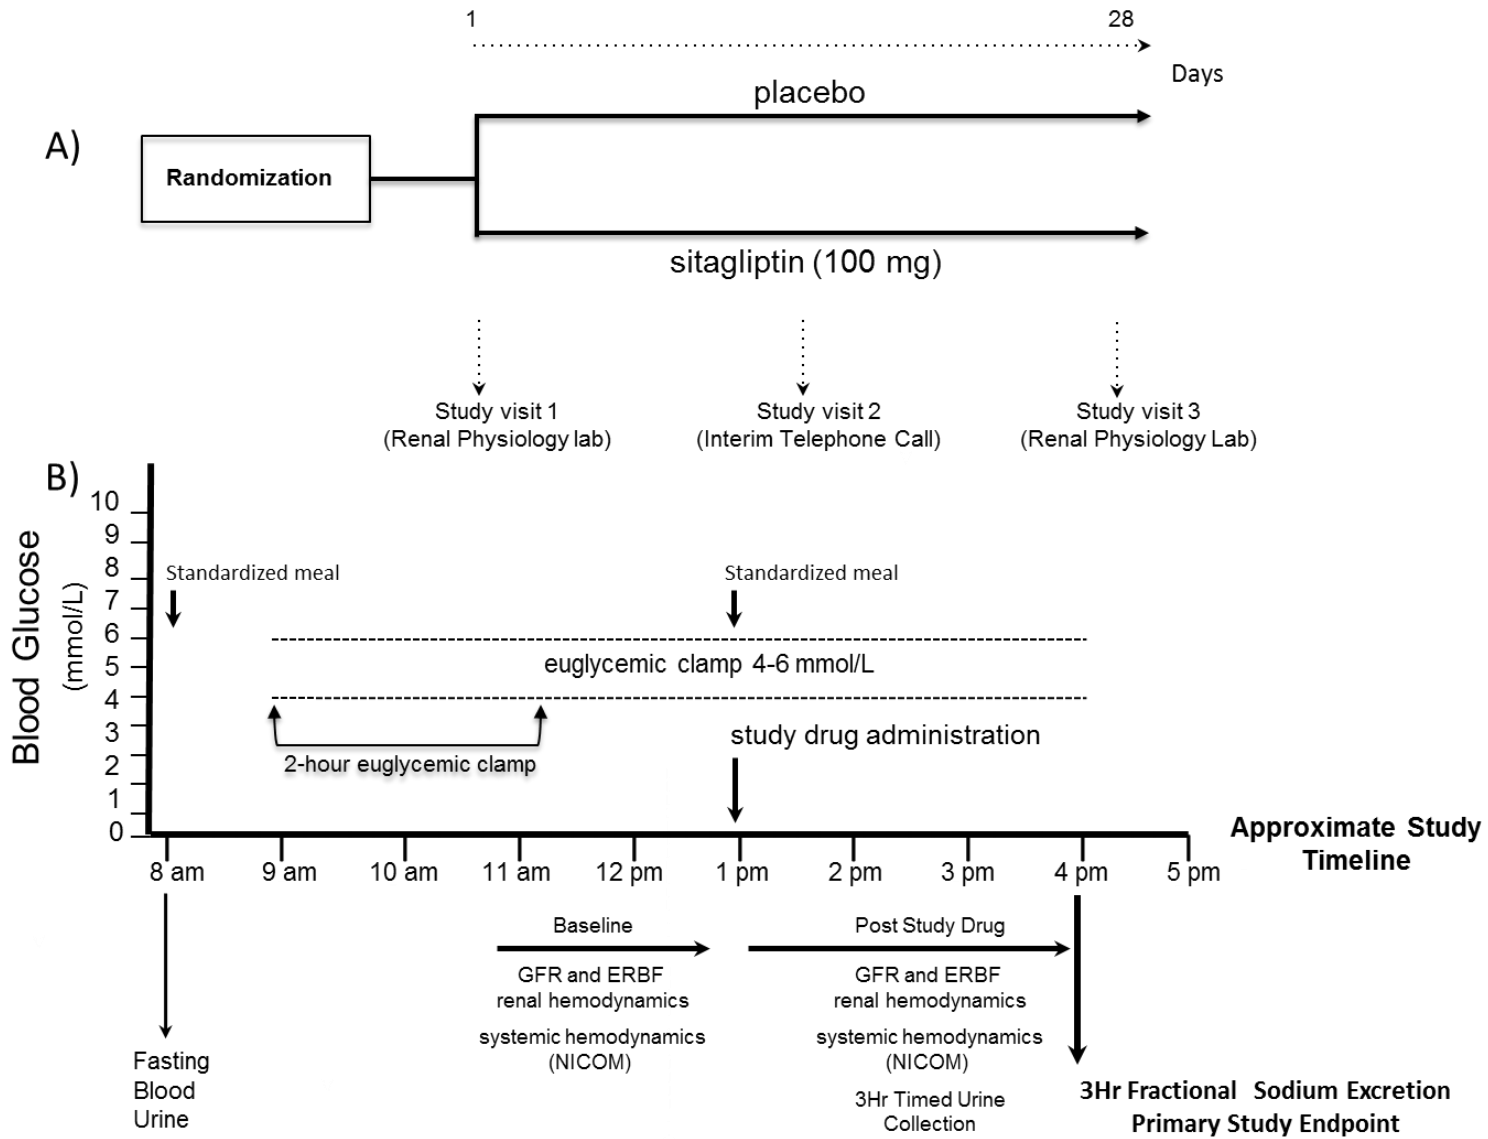 1
28
Days
placebo
A)
Randomization
sitagliptin (100 mg)
Study visit 1
(Renal Physiology lab)
Study visit 2
(Interim Telephone Call)
Study visit 3
(Renal Physiology Lab)
B)
Blood Glucose
(mmol/L)
10
9
8
7
6
5
4
3
2
1
0
Standardized meal
Standardized meal
euglycemic clamp 4-6 mmol/L
2-hour euglycemic clamp
study drug administration
Approximate Study
Timeline
8 am
9 am
10 am
11 am
12 pm
1 pm
2 pm
3 pm
4 pm
5 pm
Fasting
Blood
Urine
Baseline
GFR and ERBF
renal hemodynamics
systemic hemodynamics
(NICOM)
Post Study Drug
GFR and ERBF
renal hemodynamics
systemic hemodynamics
(NICOM)
3Hr Timed Urine
Collection
3Hr Fractional Sodium Excretion
Primary Study Endpoint